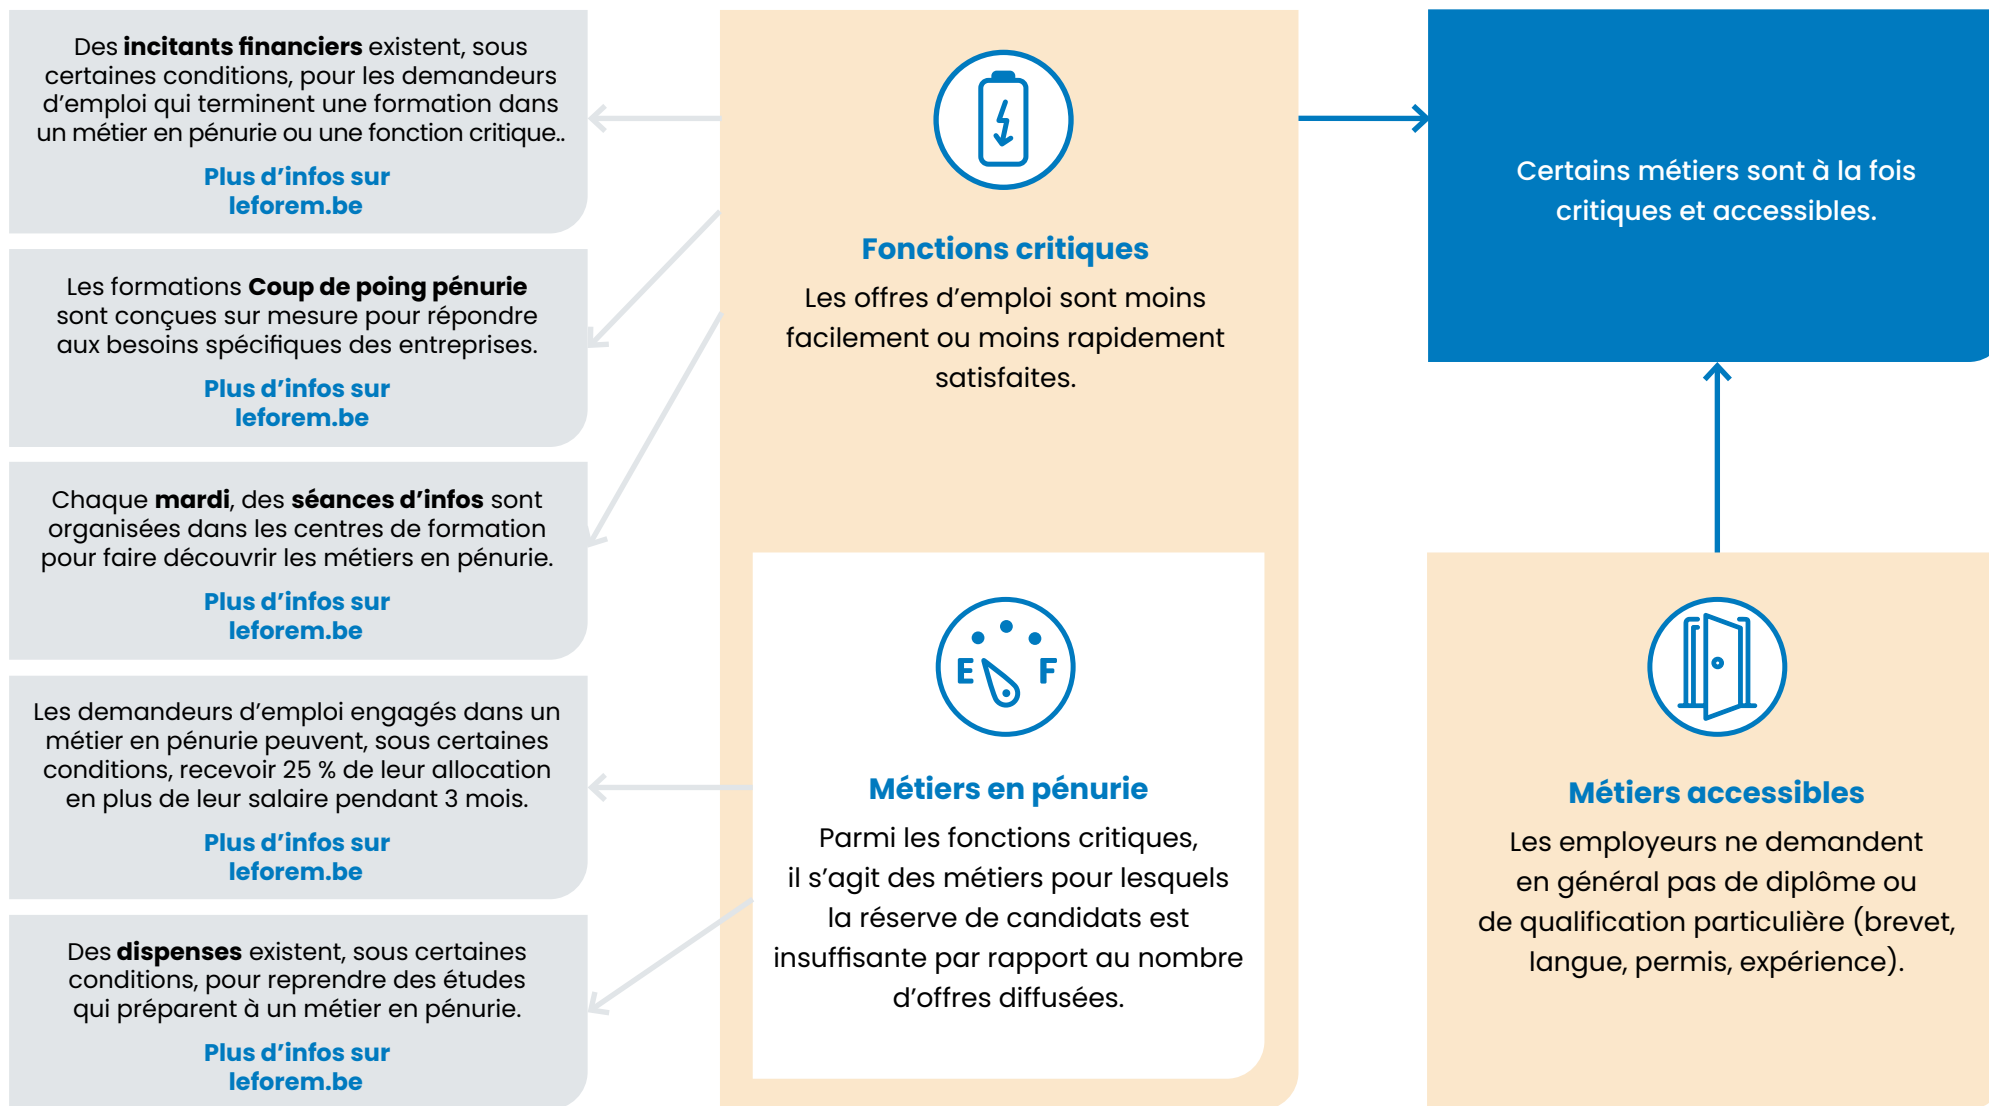 Des incitants financiers existent, sous
certaines conditions, pour les demandeurs
d’emploi qui terminent une formation dans
un métier en pénurie ou une fonction critique..
Plus d’infos sur
leforem.be
Les formations Coup de poing pénurie
sont conçues sur mesure pour répondre
aux besoins spécifiques des entreprises.
Plus d’infos sur
leforem.be
Chaque mardi, des séances d’infos sont
organisées dans les centres de formation
pour faire découvrir les métiers en pénurie.
Plus d’infos sur
leforem.be
Les demandeurs d’emploi engagés dans un
métier en pénurie peuvent, sous certaines
conditions, recevoir 25 % de leur allocation
en plus de leur salaire pendant 3 mois.
Plus d’infos sur
leforem.be
Des dispenses existent, sous certaines
conditions, pour reprendre des études
qui préparent à un métier en pénurie.
Plus d’infos sur
leforem.be
Fonctions critiques
Les offres d’emploi sont moins
facilement ou moins rapidement
satisfaites.
E F
Métiers en pénurie
Parmi les fonctions critiques,
il s’agit des métiers pour lesquels
la réserve de candidats est
insuffisante par rapport au nombre
d’offres diffusées.
Certains métiers sont à la fois
critiques et accessibles.
Métiers accessibles
Les employeurs ne demandent
en général pas de diplôme ou
de qualification particulière (brevet,
langue, permis, expérience).